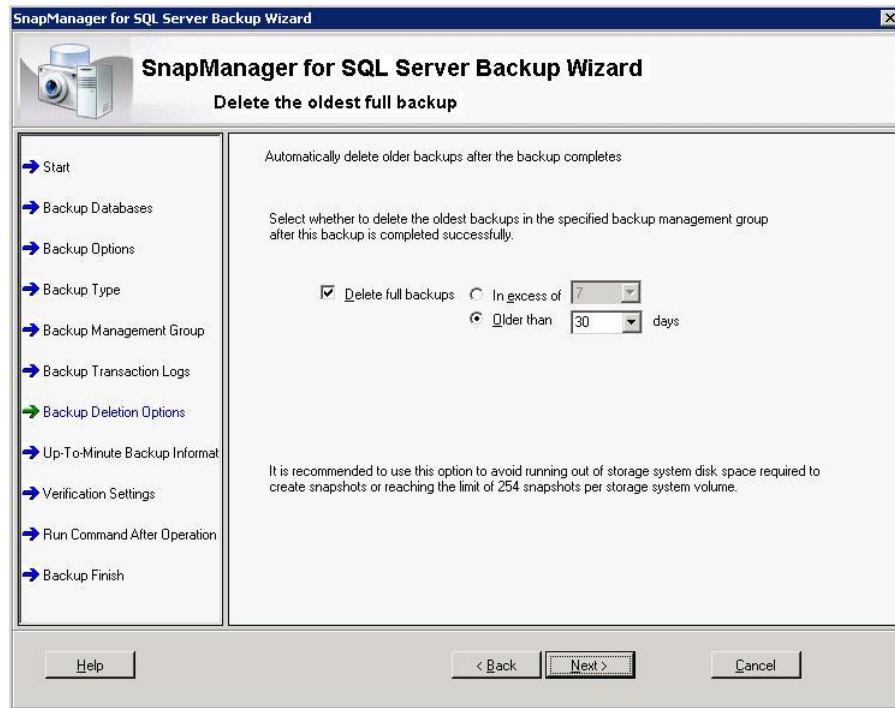 SnapManager for SQL Server Backup Wizard
SnapManager for SQL Server Backup Wizard
Delete the oldest full backup
Start
Backup Databases
Backup Options
Backup Type
Backup Management Group
Backup Transaction Logs
Backup Deletion Options
Up-To-Minute Backup Informat
Verification Settings
Run Command After Operation
Backup Finish
Automatically delete older backups after the backup completes
Select whether to delete the oldest backups in the specified backup management group
after this backup is completed successfully.
Delete full backups In excess of 7
Older than 30 days
It is recommended to use this option to avoid running out of storage system disk space required to
create snapshots or reaching the limit of 254 snapshots per storage system volume.
Help < Back Next > Cancel